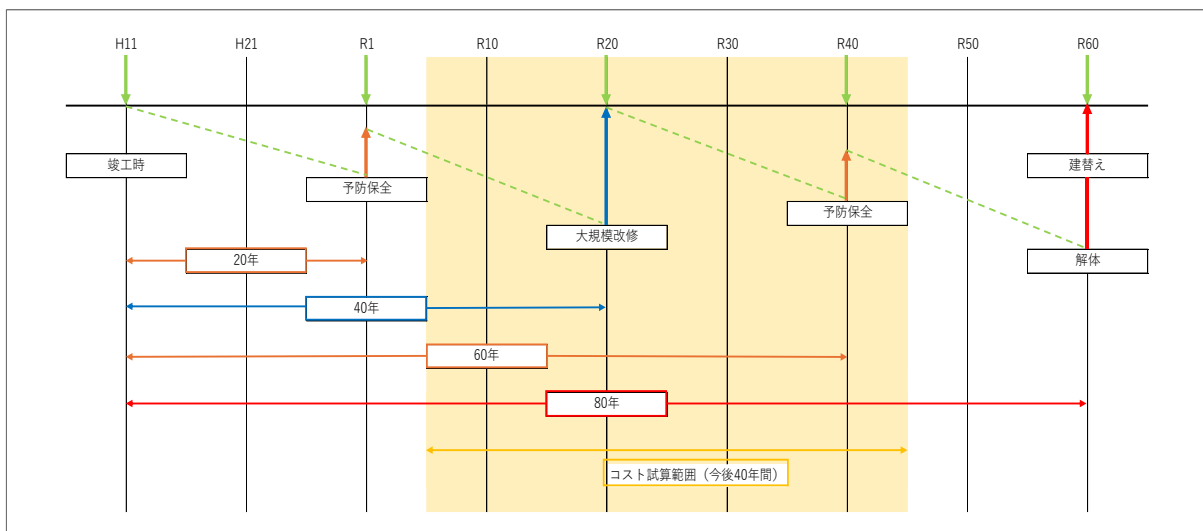 H11
H21
R1
R10
R20
R30
R40
R50
R60
竣工時
建替え
予防保全
予防保全
大規模改修
解体
20年
40年
60年
80年
コスト試算範囲（今後40年間）